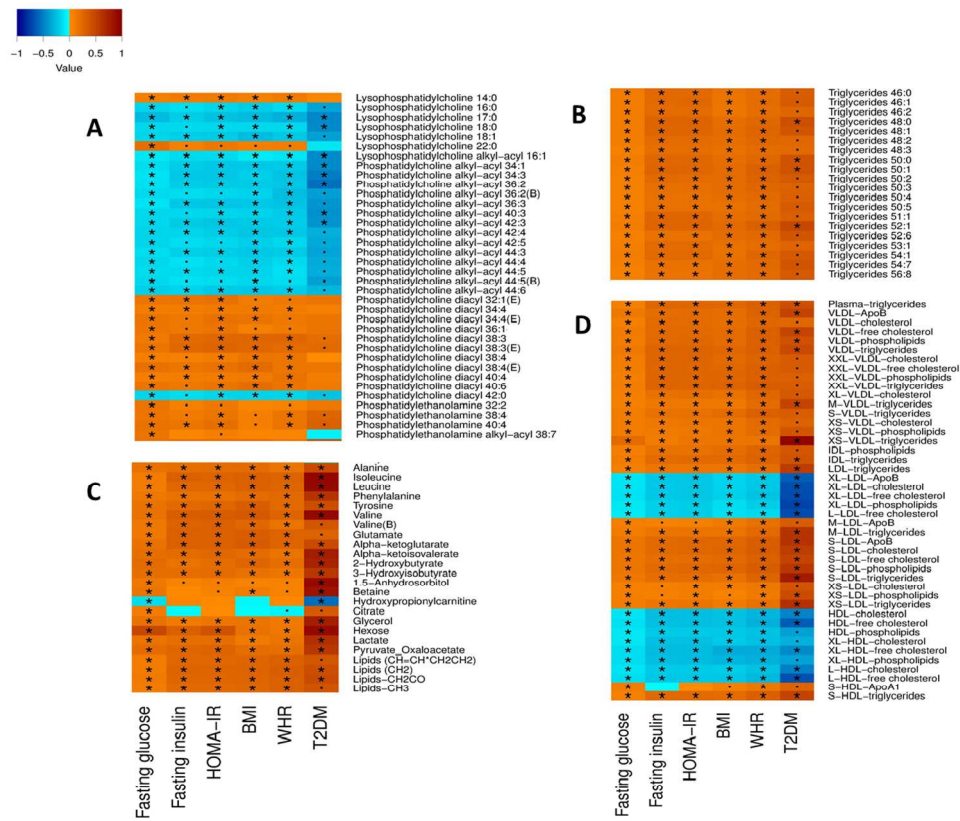 −1 −0.5 0 0.5 1
Value
A
Lysophosphatidylcholine 14:0
Lysophosphatidylcholine 16:0
Lysophosphatidylcholine 17:0
Lysophosphatidylcholine 18:0
Lysophosphatidylcholine 18:1
Lysophosphatidylcholine 22:0
Lysophosphatidylcholine alkyl−acyl 16:1
Phosphatidylcholine alkyl−acyl 34:1
Phosphatidylcholine alkyl−acyl 34:3
Phosphatidylcholine alkyl−acyl 36:2
Phosphatidylcholine alkyl−acyl 36:2(B)
Phosphatidylcholine alkyl−acyl 36:3
Phosphatidylcholine alkyl−acyl 40:3
Phosphatidylcholine alkyl−acyl 42:3
Phosphatidylcholine alkyl−acyl 42:4
Phosphatidylcholine alkyl−acyl 42:5
Phosphatidylcholine alkyl−acyl 44:3
Phosphatidylcholine alkyl−acyl 44:4
Phosphatidylcholine alkyl−acyl 44:5
Phosphatidylcholine alkyl−acyl 44:5(B)
Phosphatidylcholine alkyl−acyl 44:6
Phosphatidylcholine diacyl 32:1(E)
Phosphatidylcholine diacyl 34:4
Phosphatidylcholine diacyl 34:4(E)
Phosphatidylcholine diacyl 36:1
Phosphatidylcholine diacyl 38:3
Phosphatidylcholine diacyl 38:3(E)
Phosphatidylcholine diacyl 38:4
Phosphatidylcholine diacyl 38:4(E)
Phosphatidylcholine diacyl 40:4
Phosphatidylcholine diacyl 40:6
Phosphatidylcholine diacyl 42:0
Phosphatidylethanolamine 32:2
Phosphatidylethanolamine 38:4
Phosphatidylethanolamine 40:4
Phosphatidylethanolamine alkyl−acyl 38:7
B
Triglycerides 46:0
Triglycerides 46:1
Triglycerides 46:2
Triglycerides 48:0
Triglycerides 48:1
Triglycerides 48:2
Triglycerides 48:3
Triglycerides 50:0
Triglycerides 50:1
Triglycerides 50:2
Triglycerides 50:3
Triglycerides 50:4
Triglycerides 50:5
Triglycerides 51:1
Triglycerides 52:1
Triglycerides 52:6
Triglycerides 53:1
Triglycerides 54:1
Triglycerides 54:7
Triglycerides 56:8
C
Alanine
Isoleucine
Leucine
Phenylalanine
Tyrosine
Valine
Valine(B)
Glutamate
Alpha−ketoglutarate
Alpha−ketoisovalerate
2−Hydroxybutyrate
3−Hydroxyisobutyrate
1,5−Anhydrosorbitol
Betaine
Hydroxypropionylcarnitine
Citrate
Glycerol
Hexose
Lactate
Pyruvate_Oxaloacetate
Lipids (CH=CH*CH2CH2)
Lipids (CH2)
Lipids−CH2CO
Lipids−CH3
Fasting glucose
Fasting insulin
HOMA−IR
BMI
WHR
T2DM
D
Plasma−triglycerides
VLDL−ApoB
VLDL−cholesterol
VLDL−free cholesterol
VLDL−phospholipids
VLDL−triglycerides
XXL−VLDL−cholesterol
XXL−VLDL−free cholesterol
XXL−VLDL−phospholipids
XXL−VLDL−triglycerides
XL−VLDL−cholesterol
M−VLDL−triglycerides
S−VLDL−triglycerides
XS−VLDL−cholesterol
XS−VLDL−phospholipids
XS−VLDL−triglycerides
IDL−phospholipids
IDL−triglycerides
LDL−triglycerides
XL−LDL−ApoB
XL−LDL−cholesterol
XL−LDL−free cholesterol
XL−LDL−phospholipids
L−LDL−free cholesterol
M−LDL−ApoB
M−LDL−triglycerides
S−LDL−ApoB
S−LDL−cholesterol
S−LDL−free cholesterol
S−LDL−phospholipids
S−LDL−triglycerides
XS−LDL−cholesterol
XS−LDL−phospholipids
XS−LDL−triglycerides
HDL−cholesterol
HDL−free cholesterol
HDL−phospholipids
XL−HDL−cholesterol
XL−HDL−free cholesterol
XL−HDL−phospholipids
L−HDL−cholesterol
L−HDL−free cholesterol
S−HDL−ApoA1
S−HDL−triglycerides
Fasting glucose
Fasting insulin
HOMA−IR
BMI
WHR
T2DM